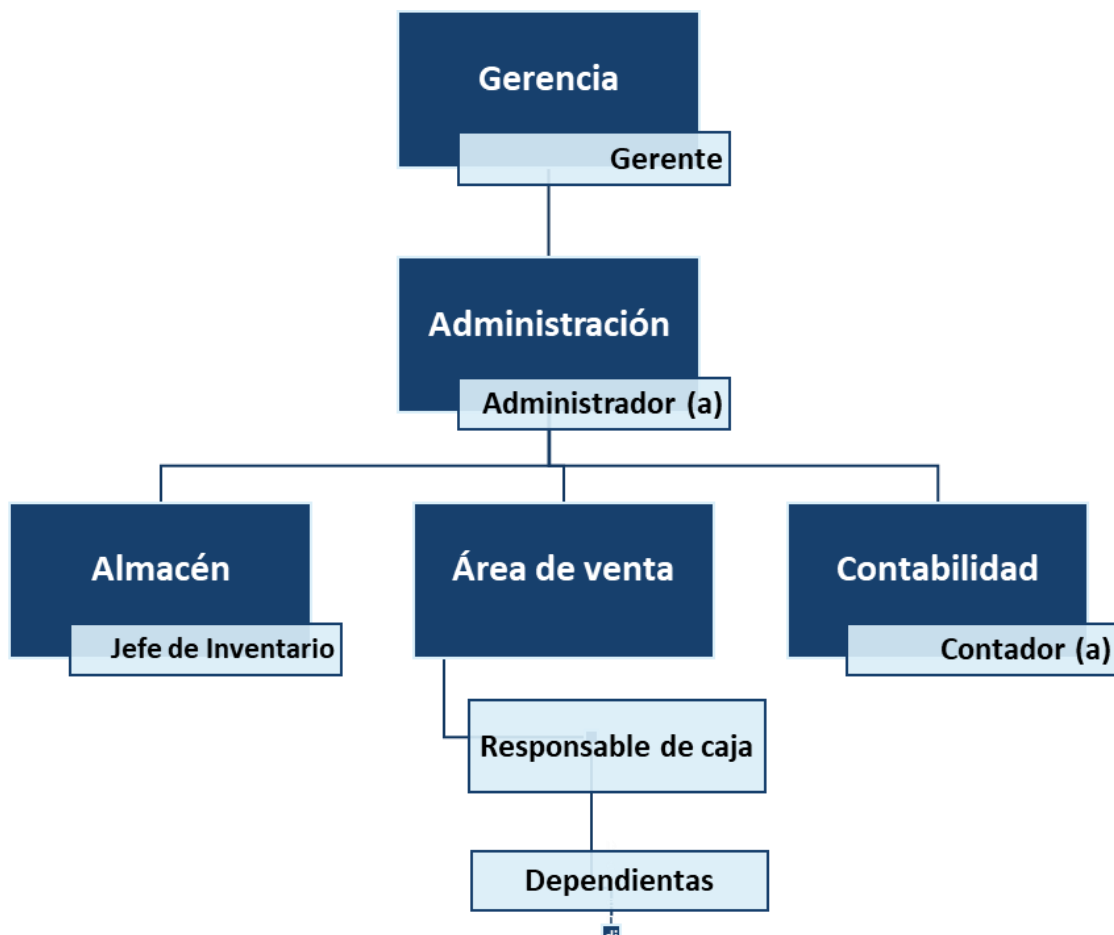 Gerencia
Gerente
Administración
Administrador (a)
Almacén
Jefe de Inventario
Área de venta
Contabilidad
Contador (a)
Responsable de caja
Dependientas